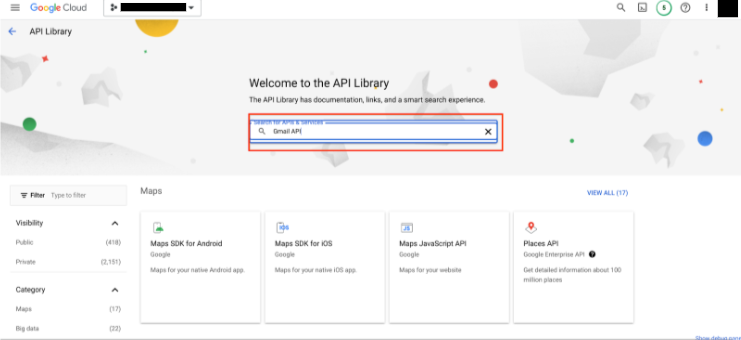 Google Cloud
6
API Library
Welcome to the API Library
The API Library has documentation, links, and a smart search experience.
Search for APIs & Services
Gmail API
Filter Type to filter
Maps
VIEW ALL (17)
Visibility
Public (418)
Private (2,151)
Category
Maps (17)
Big data (22)
Maps SDK for Android
Google
Maps for your native Android app.
iOS
Maps SDK for iOS
Google
Maps for your native iOS app.
JS
Maps JavaScript API
Google
Maps for your website
Places API
Google Enterprise API
Get detailed information about 100
million places
Show debug panel